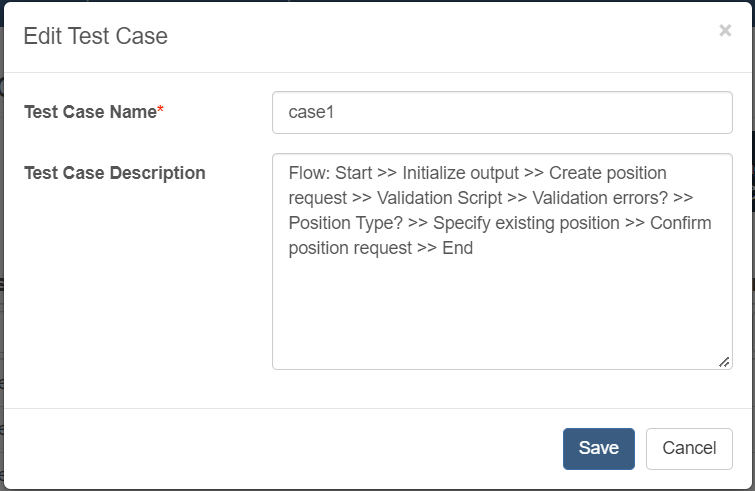 Edit Test Case
×
Test Case Name*
case1
Test Case Description
Flow: Start >> Initialize output >> Create position
request >> Validation Script >> Validation errors? >>
Position Type? >> Specify existing position >> Confirm
position request >> End
Save
Cancel